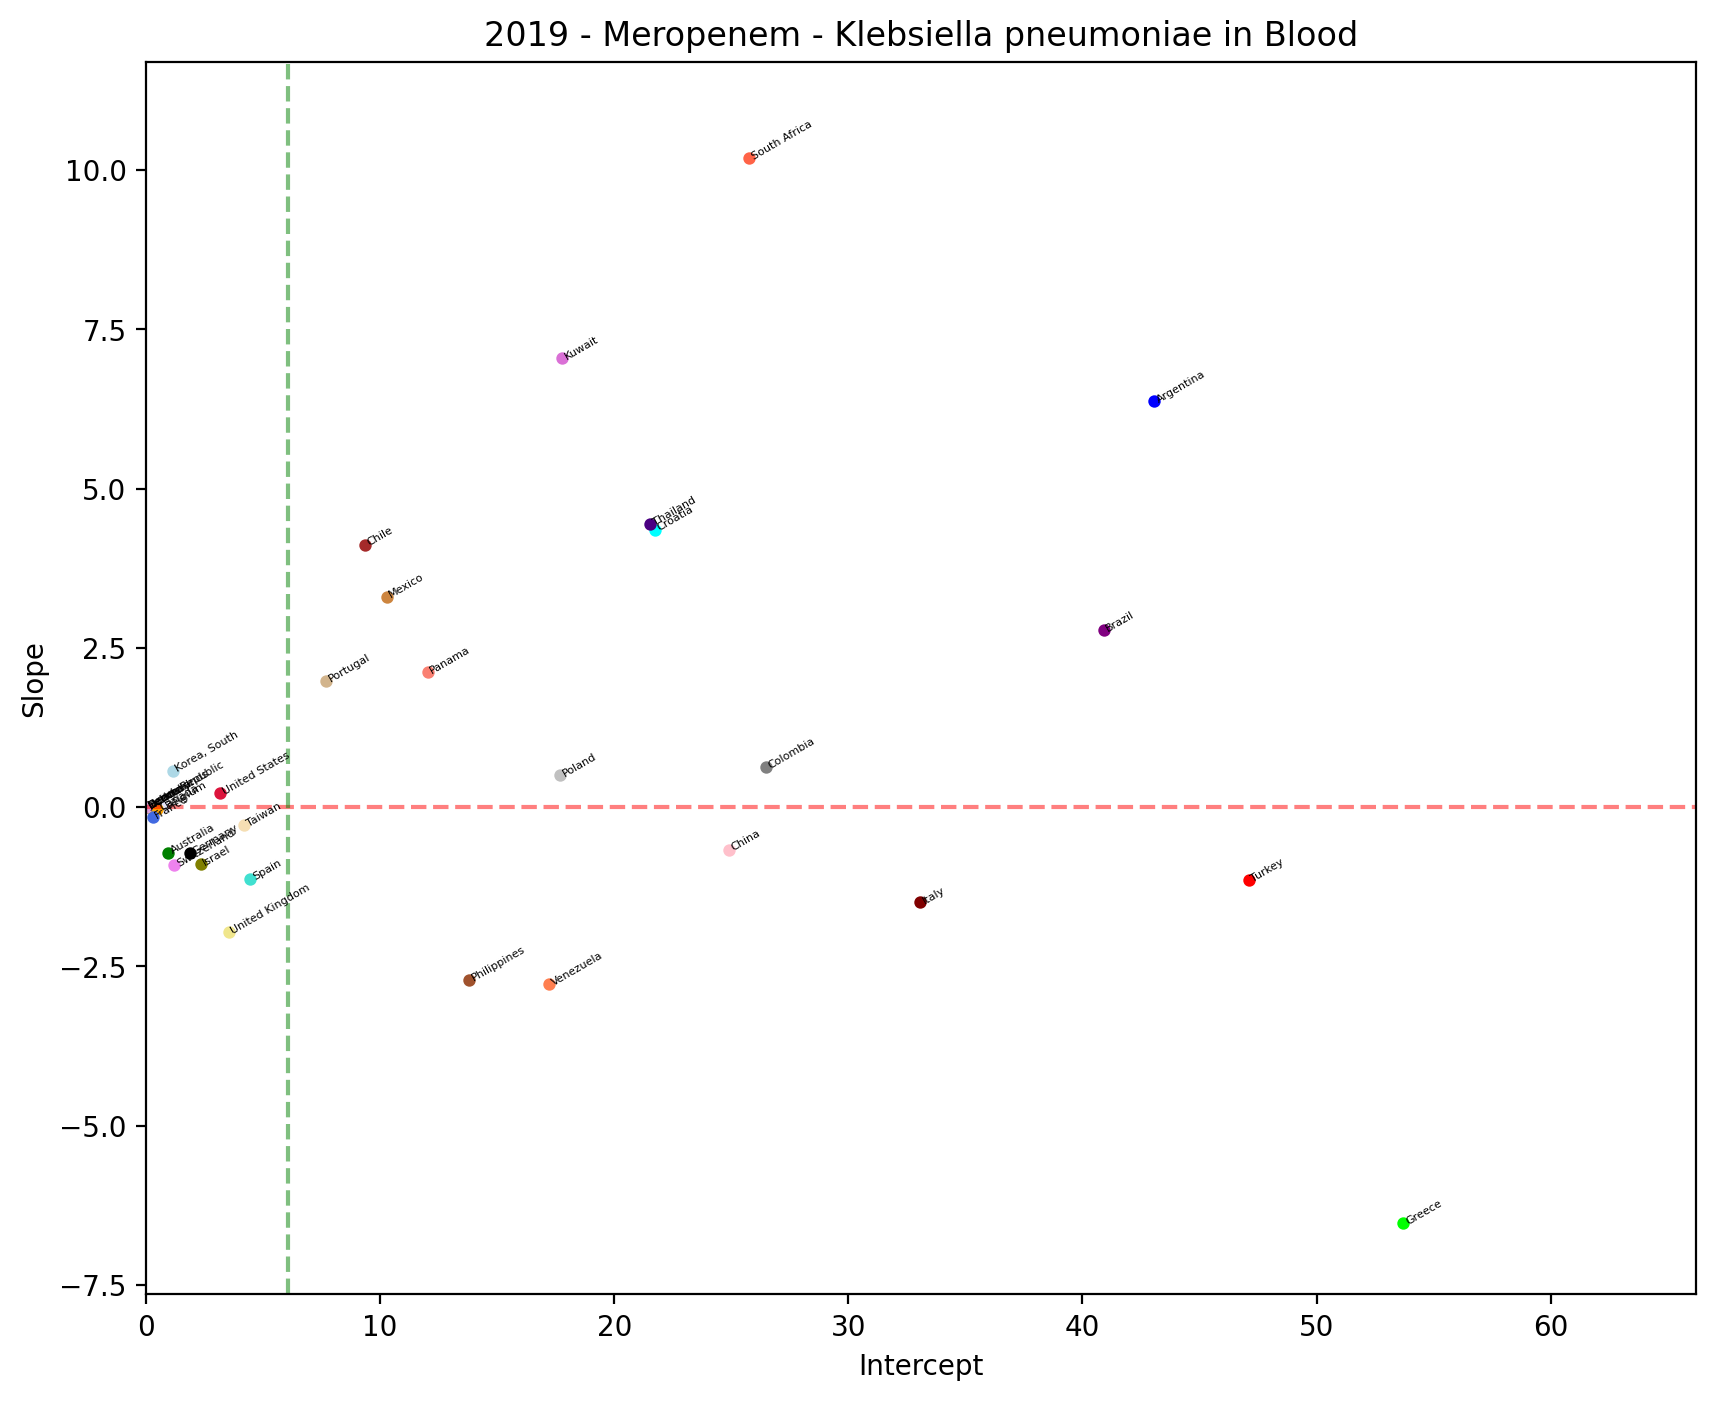 2019 - Meropenem - Klebsiella pneumoniae in Blood
South Africa
10.0
7.5
Kuwait
Argentina
5.0
Thailand
Croatia
Chile
Mexico
Brazil
2.5
Panama
Portugal
Slope
Korea, South
Colombia
Poland
United States
0.0
France
Taiwan
Australia
Germany
Switzerland
Israel
China
Spain
Turkey
United Kingdom
Italy
−2.5
Philippines
Venezuela
−5.0
Greece
−7.5
0
10
20
30
40
50
60
Intercept